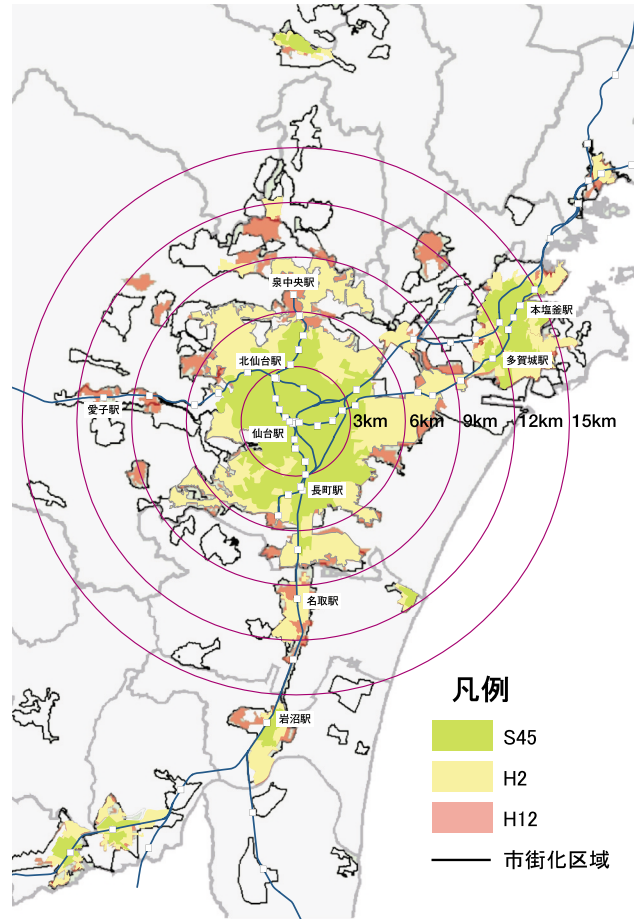 泉中央駅
本塩釜駅
北仙台駅
多賀城駅
愛子駅
仙台駅
3km 6km 9km 12km 15km
長町駅
名取駅
岩沼駅
凡例
S45
H2
H12
市街化区域